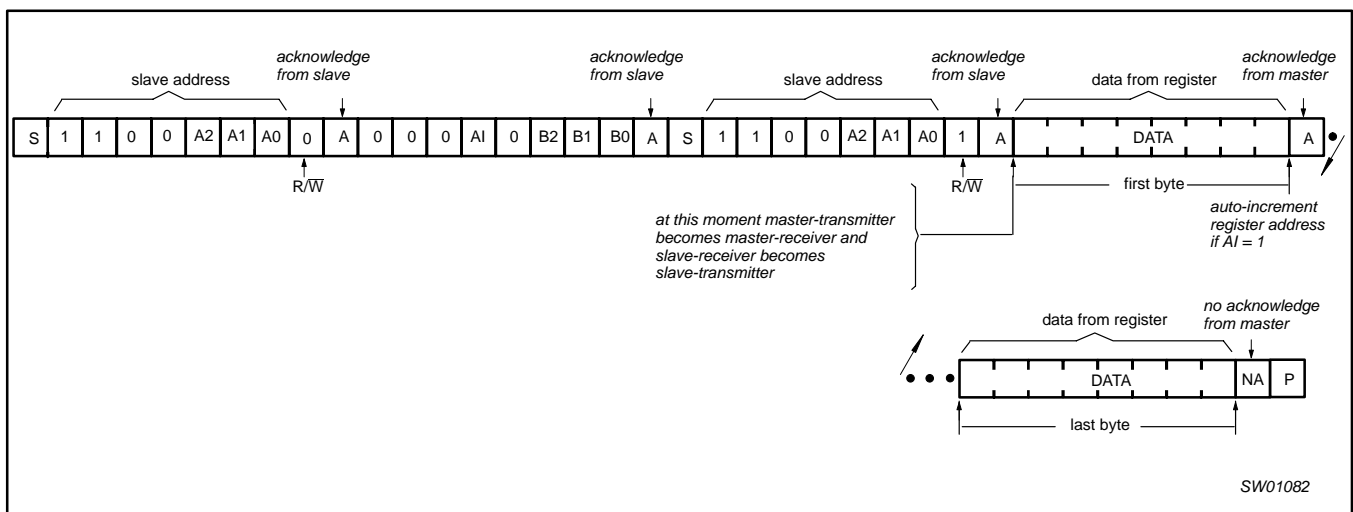 acknowledge
from slave
acknowledge
from slave
acknowledge
from slave
acknowledge
from master
slave address
slave address
data from register
S 1 1 0 0 A2 A1 A0 0 A 0 0 0 AI 0 B2 B1 B0 A S 1 1 0 0 A2 A1 A0 1 A DATA A
R/W̅
R/W̅
first byte
at this moment master-transmitter
becomes master-receiver and
slave-receiver becomes
slave-transmitter
auto-increment
register address
if AI = 1
no acknowledge
from master
data from register
DATA NA P
last byte
SW01082